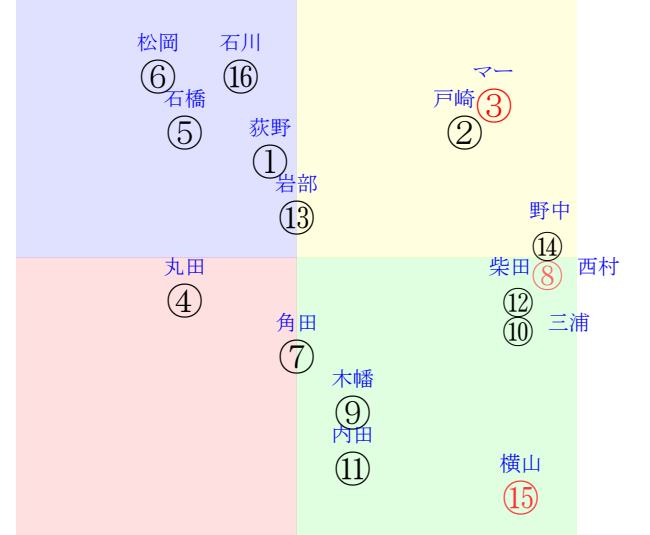 松岡
⑥
石川
⑯
マー
③
戸崎
②
石橋
⑤
荻野
①
岩部
⑬
野中
⑭
丸田
④
柴田
⑫
⑧
西村
⑩
三浦
角田
⑦
木幡
⑨
内田
⑪
横山
⑮